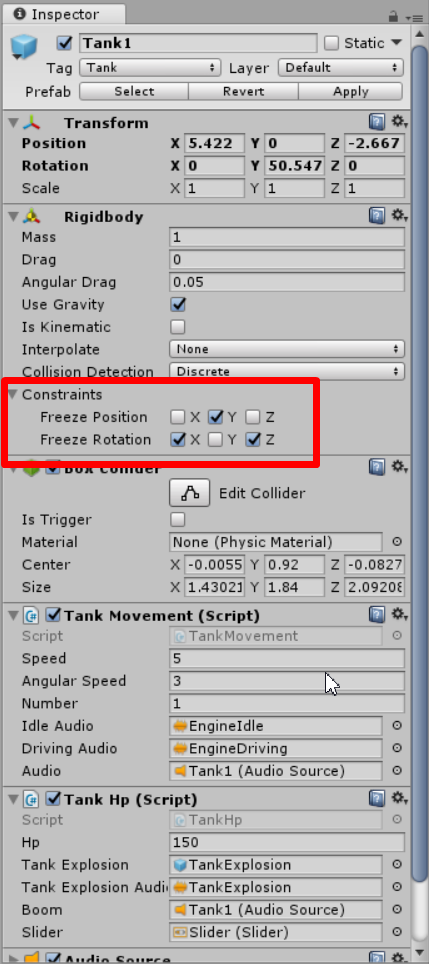 Inspector
Tank1 Static
Tag Tank Layer Default
Prefab Select Revert Apply
Transform
Position X 5.422 Y 0 Z -2.667
Rotation X 0 Y 50.547 Z 0
Scale X 1 Y 1 Z 1
Rigidbody
Mass 1
Drag 0
Angular Drag 0.05
Use Gravity
Is Kinematic
Interpolate None
Collision Detection Discrete
Constraints
Freeze Position X Y Z
Freeze Rotation X Y Z
Box Collider
Edit Collider
Is Trigger
Material None (Physic Material)
Center X -0.0055 Y 0.92 Z -0.0827
Size X 1.43021 Y 1.84 Z 2.09208
Tank Movement (Script)
Script TankMovement
Speed 5
Angular Speed 3
Number 1
Idle Audio EngineIdle
Driving Audio EngineDriving
Audio Tank1 (Audio Source)
Tank Hp (Script)
Script TankHp
Hp 150
Tank Explosion TankExplosion
Tank Explosion Audi TankExplosion
Boom Tank1 (Audio Source)
Slider Slider (Slider)
Audio Source